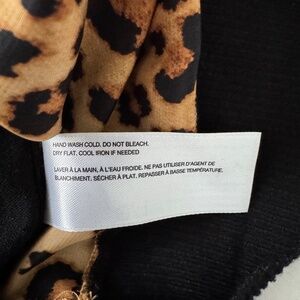 HAND WASH COLD. DO NOT BLEACH.
DRY FLAT. COOL IRON IF NEEDED
LAVER À LA MAIN, À L'EAU FROIDE. NE PAS UTILISER D'AGENT DE
BLANCHIMENT. SÉCHER À PLAT. REPASSER À BASSE TEMPÉRATURE.